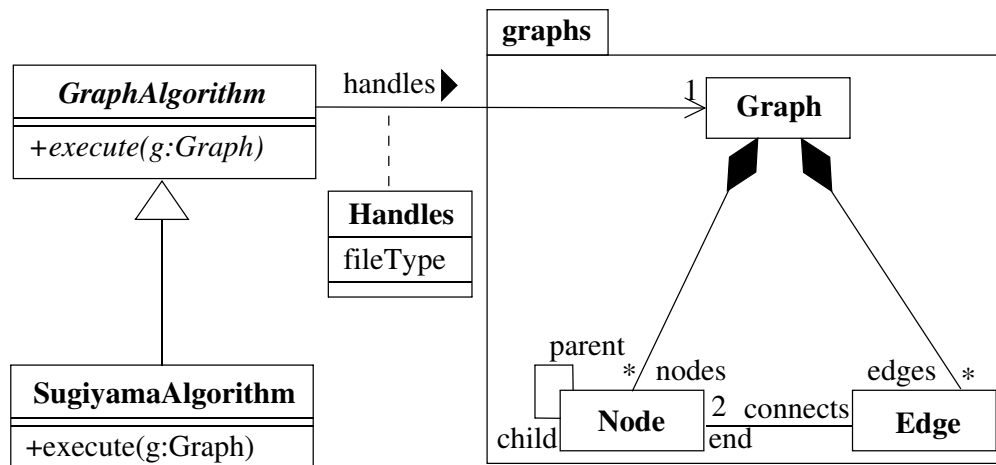 graphs
GraphAlgorithm
+execute(g:Graph)
handles
1
Graph
Handles
fileType
SugiyamaAlgorithm
+execute(g:Graph)
parent
child
*
nodes
Node
2
end
connects
edges
*
Edge